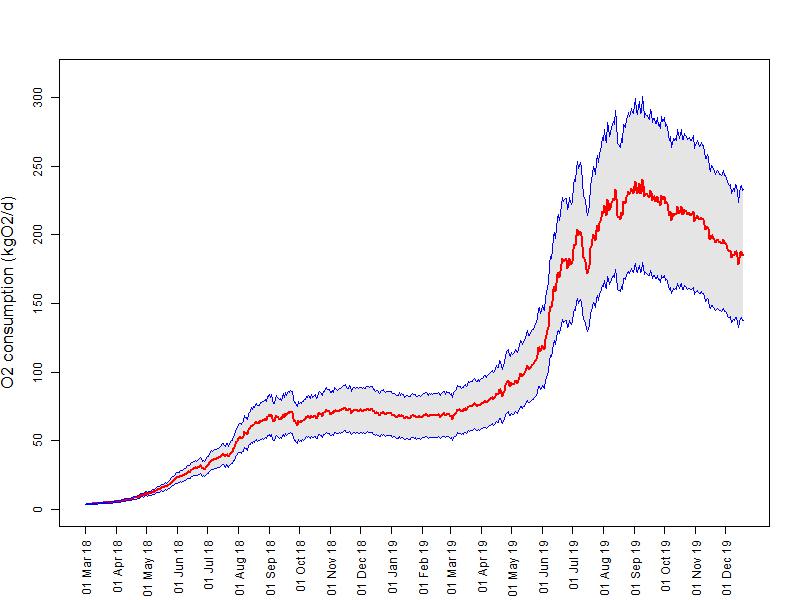 O2 consumption (kgO2/d)
300
250
200
150
100
50
0
01 Mar 18
01 Apr 18
01 May 18
01 Jun 18
01 Jul 18
01 Aug 18
01 Sep 18
01 Oct 18
01 Nov 18
01 Dec 18
01 Jan 19
01 Feb 19
01 Mar 19
01 Apr 19
01 May 19
01 Jun 19
01 Jul 19
01 Aug 19
01 Sep 19
01 Oct 19
01 Nov 19
01 Dec 19